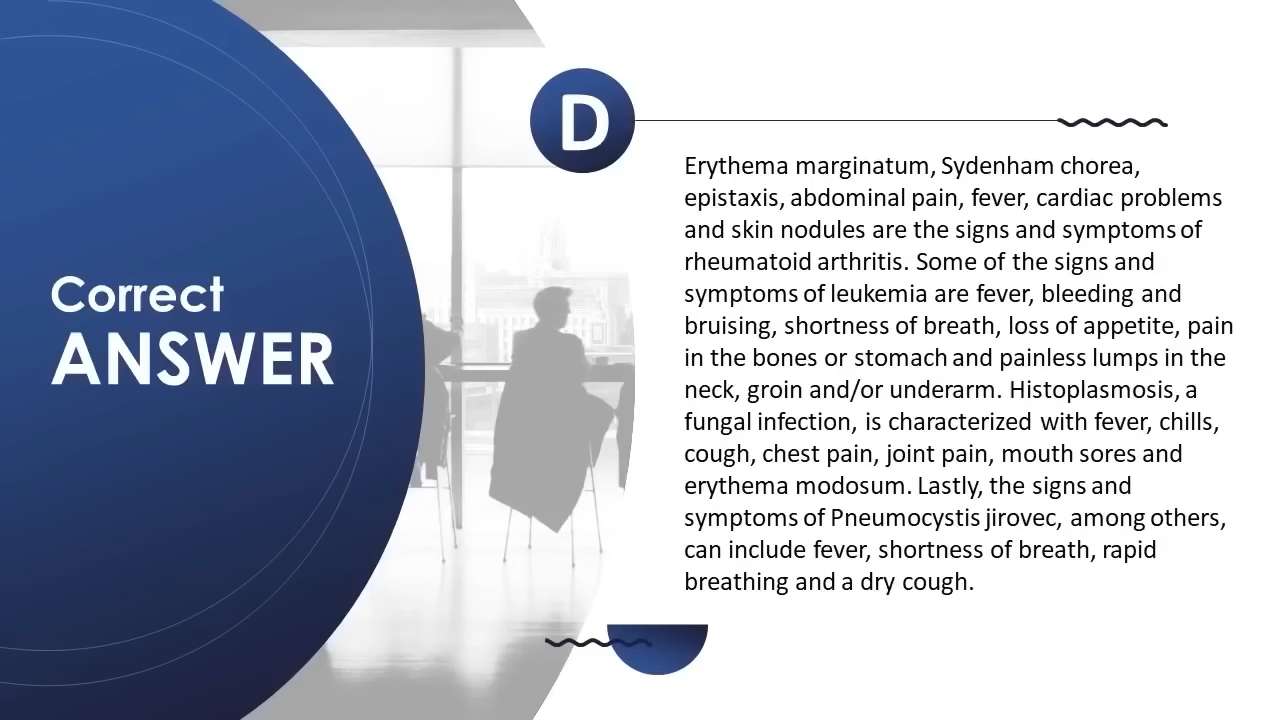 Correct
ANSWER
D
Erythema marginatum, Sydenham chorea,
epistaxis, abdominal pain, fever, cardiac problems
and skin nodules are the signs and symptoms of
rheumatoid arthritis. Some of the signs and
symptoms of leukemia are fever, bleeding and
bruising, shortness of breath, loss of appetite, pain
in the bones or stomach and painless lumps in the
neck, groin and/or underarm. Histoplasmosis, a
fungal infection, is characterized with fever, chills,
cough, chest pain, joint pain, mouth sores and
erythema modosum. Lastly, the signs and
symptoms of Pneumocystis jirovec, among others,
can include fever, shortness of breath, rapid
breathing and a dry cough.